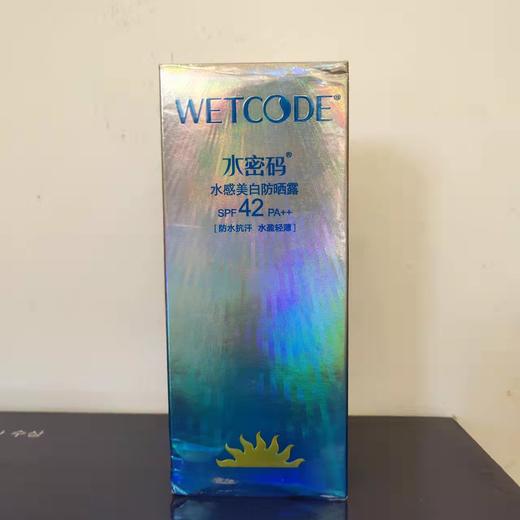 WETCODE®
水密码®
水感美白防晒露
SPF 42 PA++
[防水抗汗 水盈轻薄]